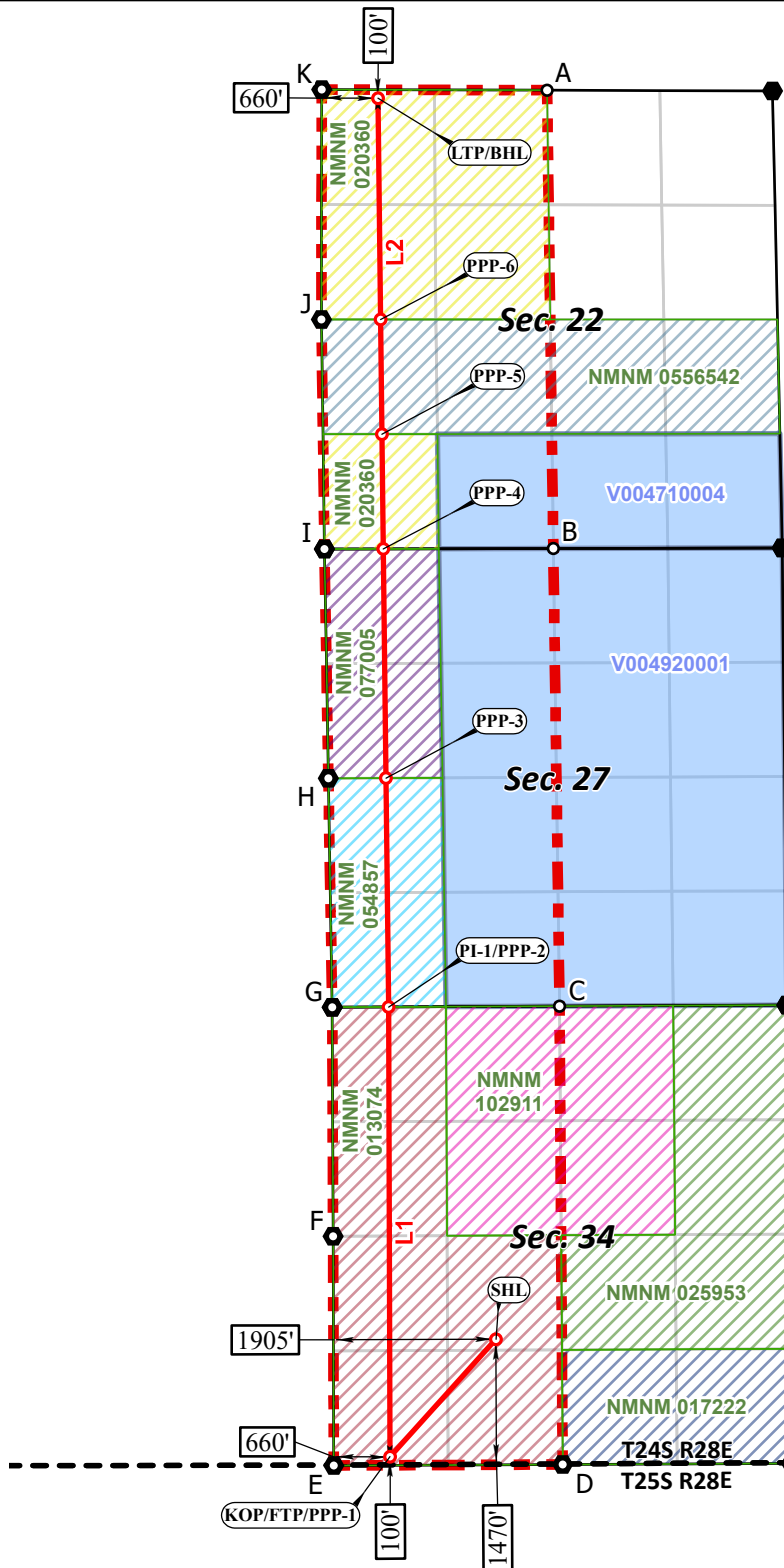 100'
K
A
660'
LTP/BHL
NMNM
020360
L2
PPP-6
J
Sec. 22
PPP-5
NMNM 0556542
NMNM
020360
PPP-4
V004710004
I
B
NMNM
077005
V004920001
PPP-3
H
Sec. 27
NMNM
054857
PI-1/PPP-2
G
C
NMNM
013074
NMNM
102911
F
L1
Sec. 34
SHL
NMNM 025953
1905'
NMNM 017222
660'
T24S R28E
E
D
T25S R28E
KOP/FTP/PPP-1
100'
1470'